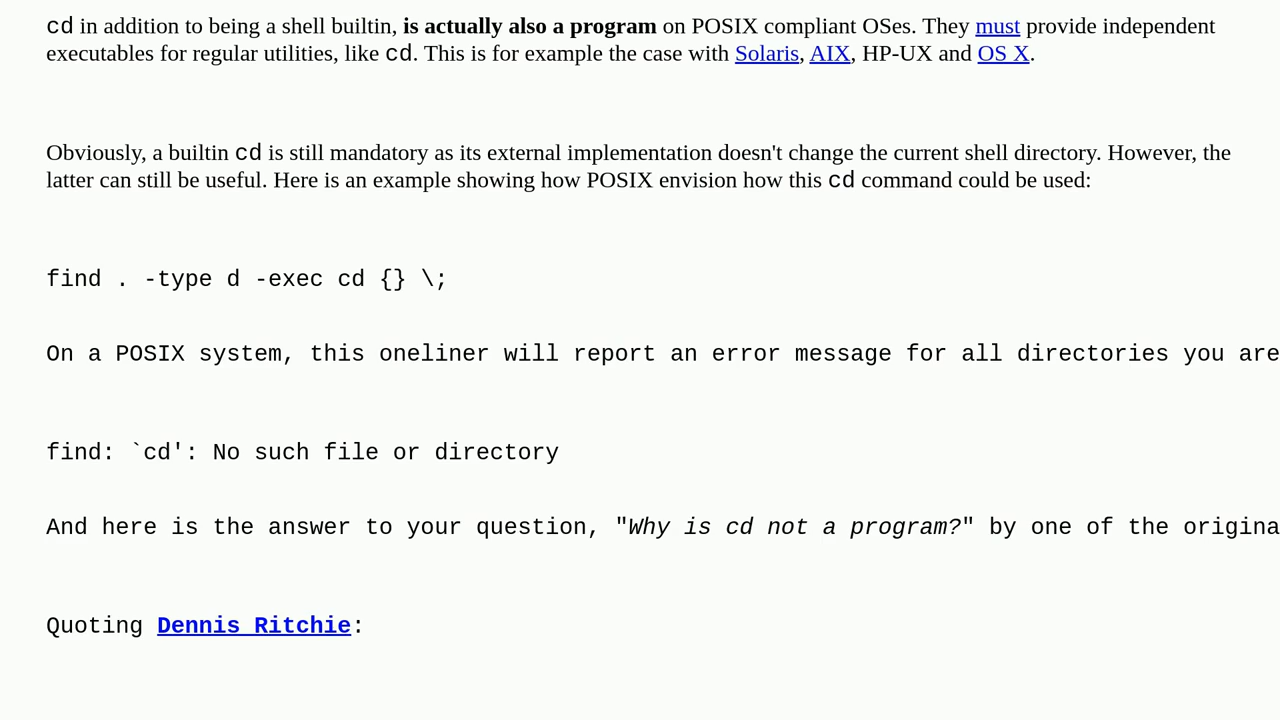 cd in addition to being a shell builtin, is actually also a program on POSIX compliant OSes. They must provide independent
executables for regular utilities, like cd. This is for example the case with Solaris, AIX, HP-UX and OS X.
Obviously, a builtin cd is still mandatory as its external implementation doesn't change the current shell directory. However, the
latter can still be useful. Here is an example showing how POSIX envision how this cd command could be used:
find . -type d -exec cd {} \;
On a POSIX system, this oneliner will report an error message for all directories you are
find: `cd': No such file or directory
And here is the answer to your question, "Why is cd not a program?" by one of the origina
Quoting Dennis Ritchie: